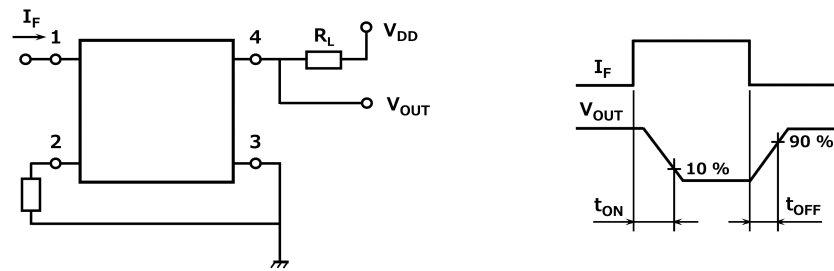 I_F
1
4
R_L
V_DD
V_OUT
2
3
I_F
V_OUT
10 %
90 %
t_ON
t_OFF